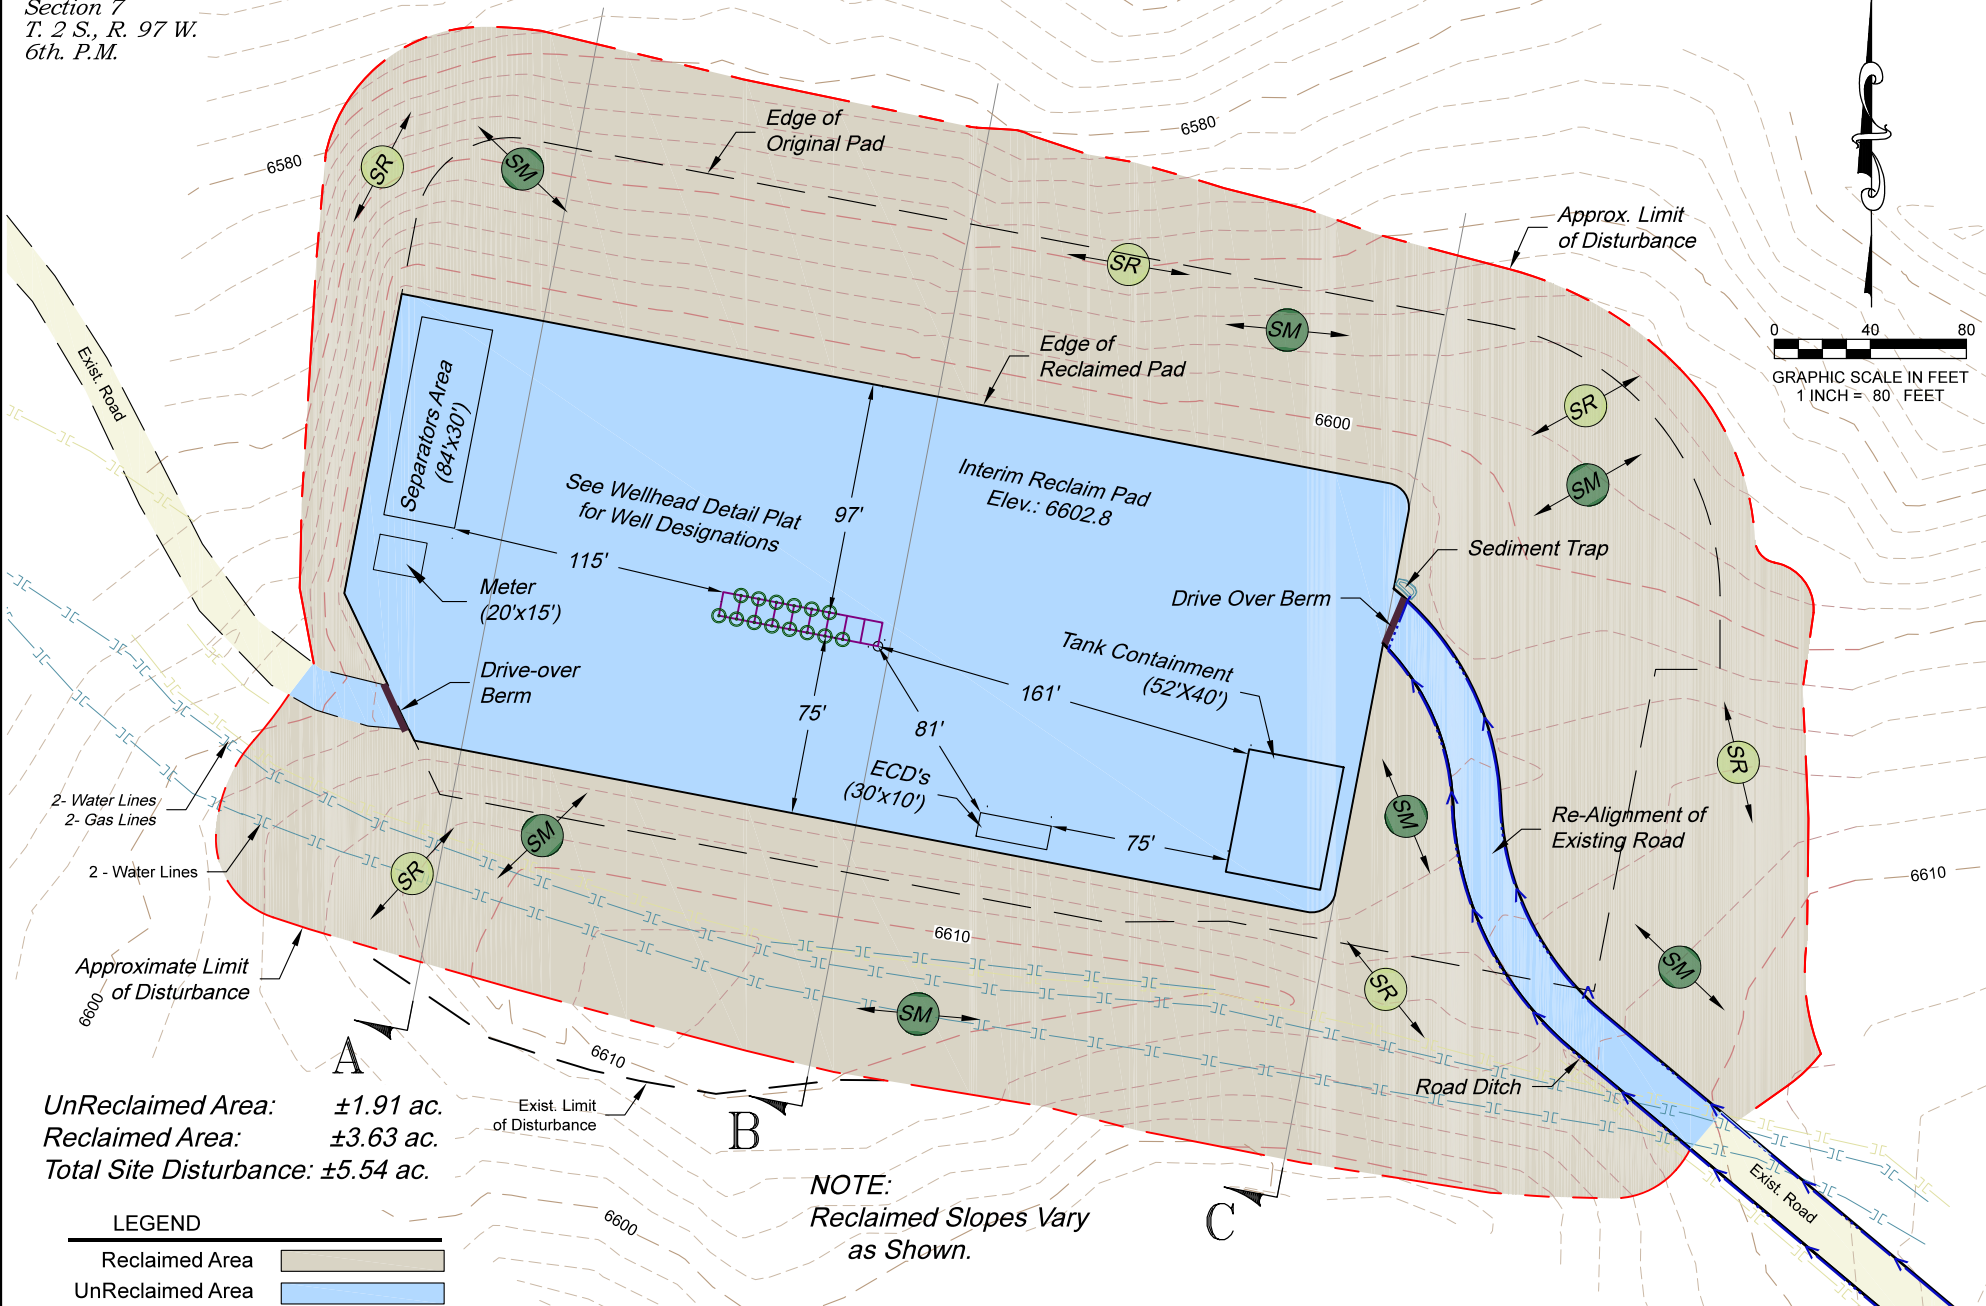 Section 7
T. 2 S., R. 97 W.
6th. P.M.
6580
SR
SM
Edge of
Original Pad
6580
Approx. Limit
of Disturbance
SR
SM
0 40 80
GRAPHIC SCALE IN FEET
1 INCH = 80 FEET
Edge of
Reclaimed Pad
6600
SR
SM
Exist. Road
Separators Area
(84'x30')
See Wellhead Detail Plat
for Well Designations
97'
Interim Reclaim Pad
Elev.: 6602.8
115'
Meter
(20'x15')
Sediment Trap
Drive Over Berm
Tank Containment
(52'X40')
161'
Drive-over
Berm
75'
81'
ECD's
(30'x10')
75'
SR
SM
Re-Alignment of
Existing Road
2- Water Lines
2- Gas Lines
2 - Water Lines
SM
SR
6610
6610
Approximate Limit
of Disturbance
6600
SM
SR
SM
A
6610
Exist. Limit
of Disturbance
B
Road Ditch
Exist. Road
C
UnReclaimed Area: ±1.91 ac.
Reclaimed Area: ±3.63 ac.
Total Site Disturbance: ±5.54 ac.
NOTE:
Reclaimed Slopes Vary
as Shown.
6600
LEGEND
Reclaimed Area
UnReclaimed Area